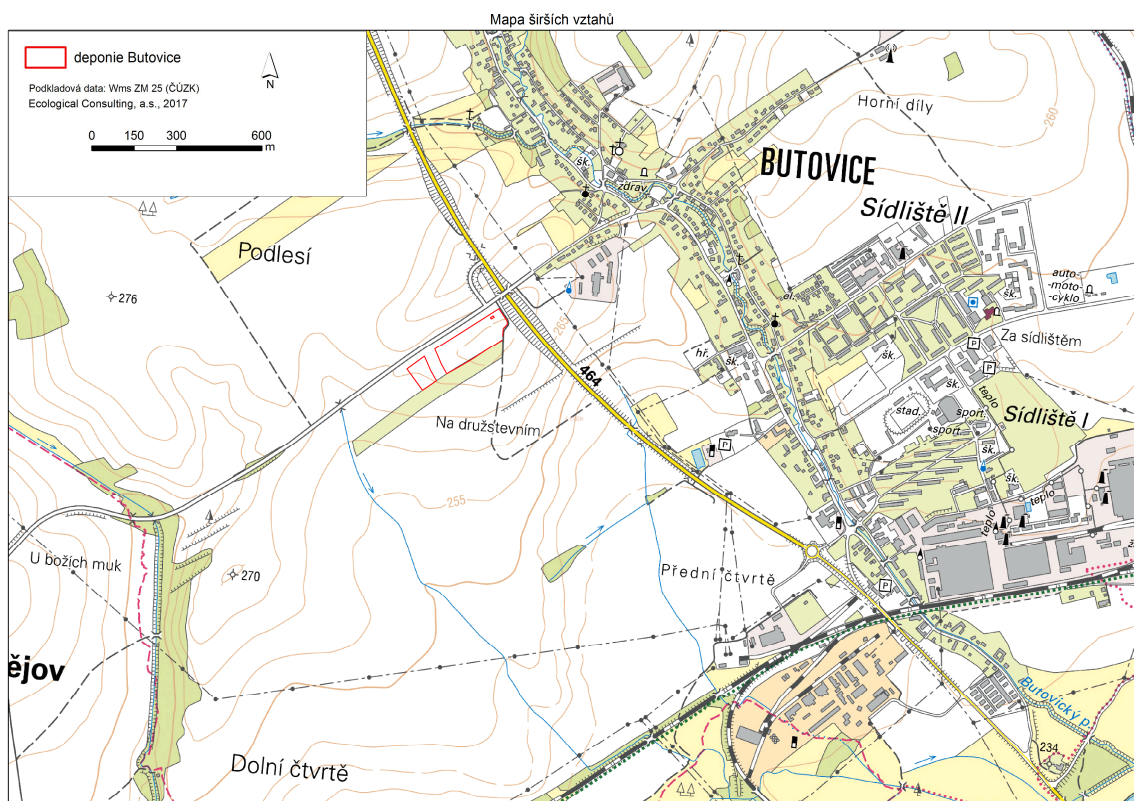 Mapa širších vztahů
deponie Butovice
N
Podkladová data: Wms ZM 25 (ČÚZK)
Ecological Consulting, a.s., 2017
0 150 300 600
m
Horní díly
260
BUTOVICE
šk.
zdrav.
Sídliště II
Podlesí
276
auto-
-moto-
-cyklo
šk.
el.
265
Za sídlištěm
P
P
hř.
šk.
šk.
464
šk.
teplo
stad.
sport.
Sídliště I
Na družstevním
sport.
šk.
P
šk.
255
teplo
teplo
U božích muk
270
Přední čtvrtě
P
ějov
Butovický p.
234
Dolní čtvrtě